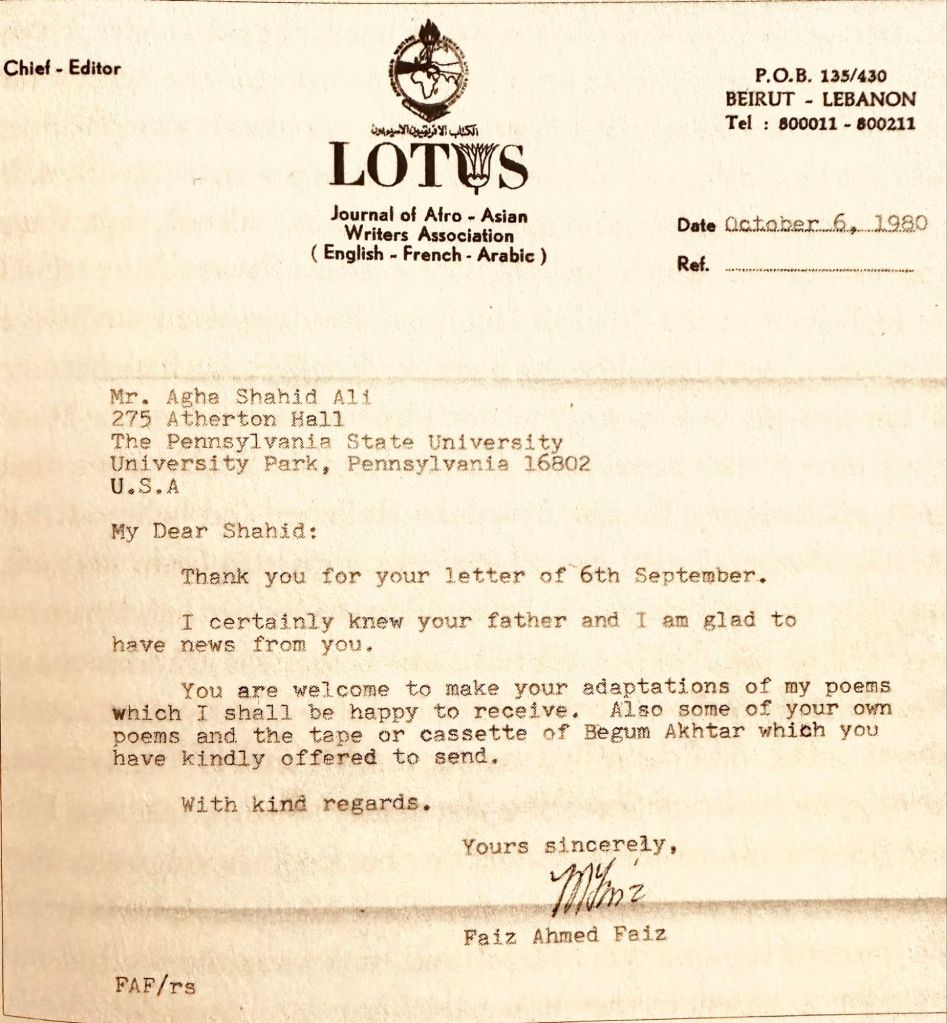 Chief - Editor
P.O.B. 135/430
BEIRUT - LEBANON
Tel : 800011 - 800211
الكتاب الافريقيين الآسيويين
LOTUS
Journal of Afro - Asian
Writers Association
( English - French - Arabic )
Date October 6, 1980
Ref.
Mr. Agha Shahid Ali
275 Atherton Hall
The Pennsylvania State University
University Park, Pennsylvania 16802
U.S.A
My Dear Shahid:
Thank you for your letter of 6th September.
I certainly knew your father and I am glad to
have news from you.
You are welcome to make your adaptations of my poems
which I shall be happy to receive. Also some of your own
poems and the tape or cassette of Begum Akhtar which you
have kindly offered to send.
With kind regards.
Yours sincerely,
Faiz Ahmed Faiz
FAF/rs